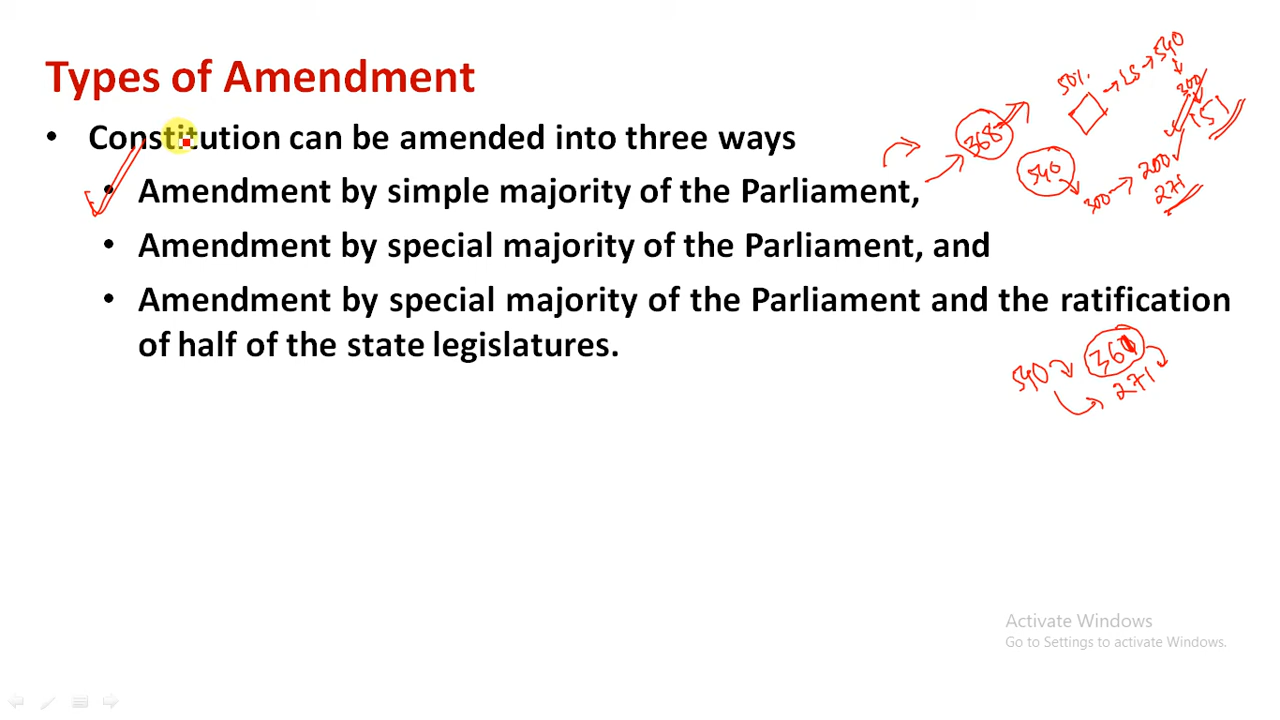 Types of Amendment
• Constitution can be amended into three ways
• Amendment by simple majority of the Parliament,
• Amendment by special majority of the Parliament, and
• Amendment by special majority of the Parliament and the ratification
of half of the state legislatures.
50% → LS → 540
300
151
368
540
300 → 200
271
540
360
271
Activate Windows
Go to Settings to activate Windows.